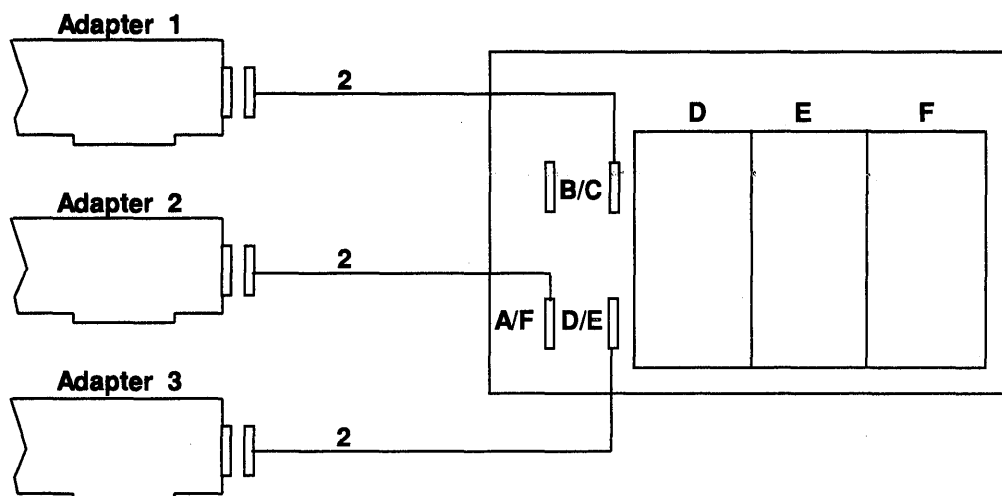 Adapter 1
2
D E F
B/C
Adapter 2
2
A/F D/E
Adapter 3
2